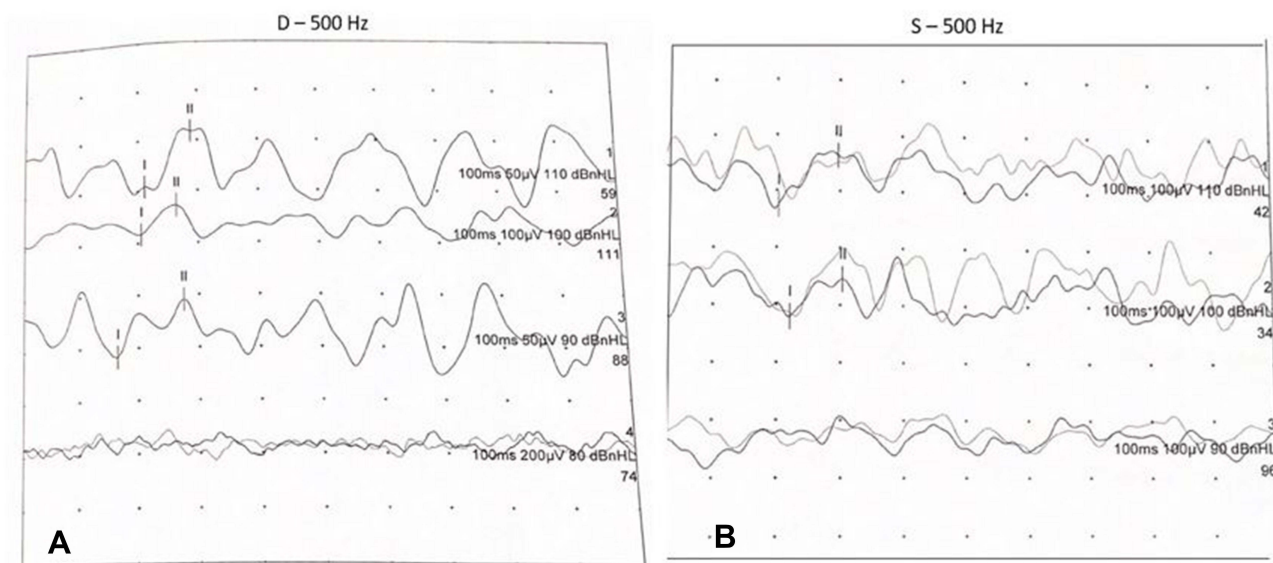 D – 500 Hz
II
I
1
100ms 50µV 110 dBnHL
59
II
I
2
100ms 100µV 100 dBnHL
111
II
I
3
100ms 50µV 90 dBnHL
88
4
100ms 200µV 80 dBnHL
74
A
S – 500 Hz
II
I
1
100ms 100µV 110 dBnHL
42
II
I
2
100ms 100µV 100 dBnHL
34
3
100ms 100µV 90 dBnHL
96
B